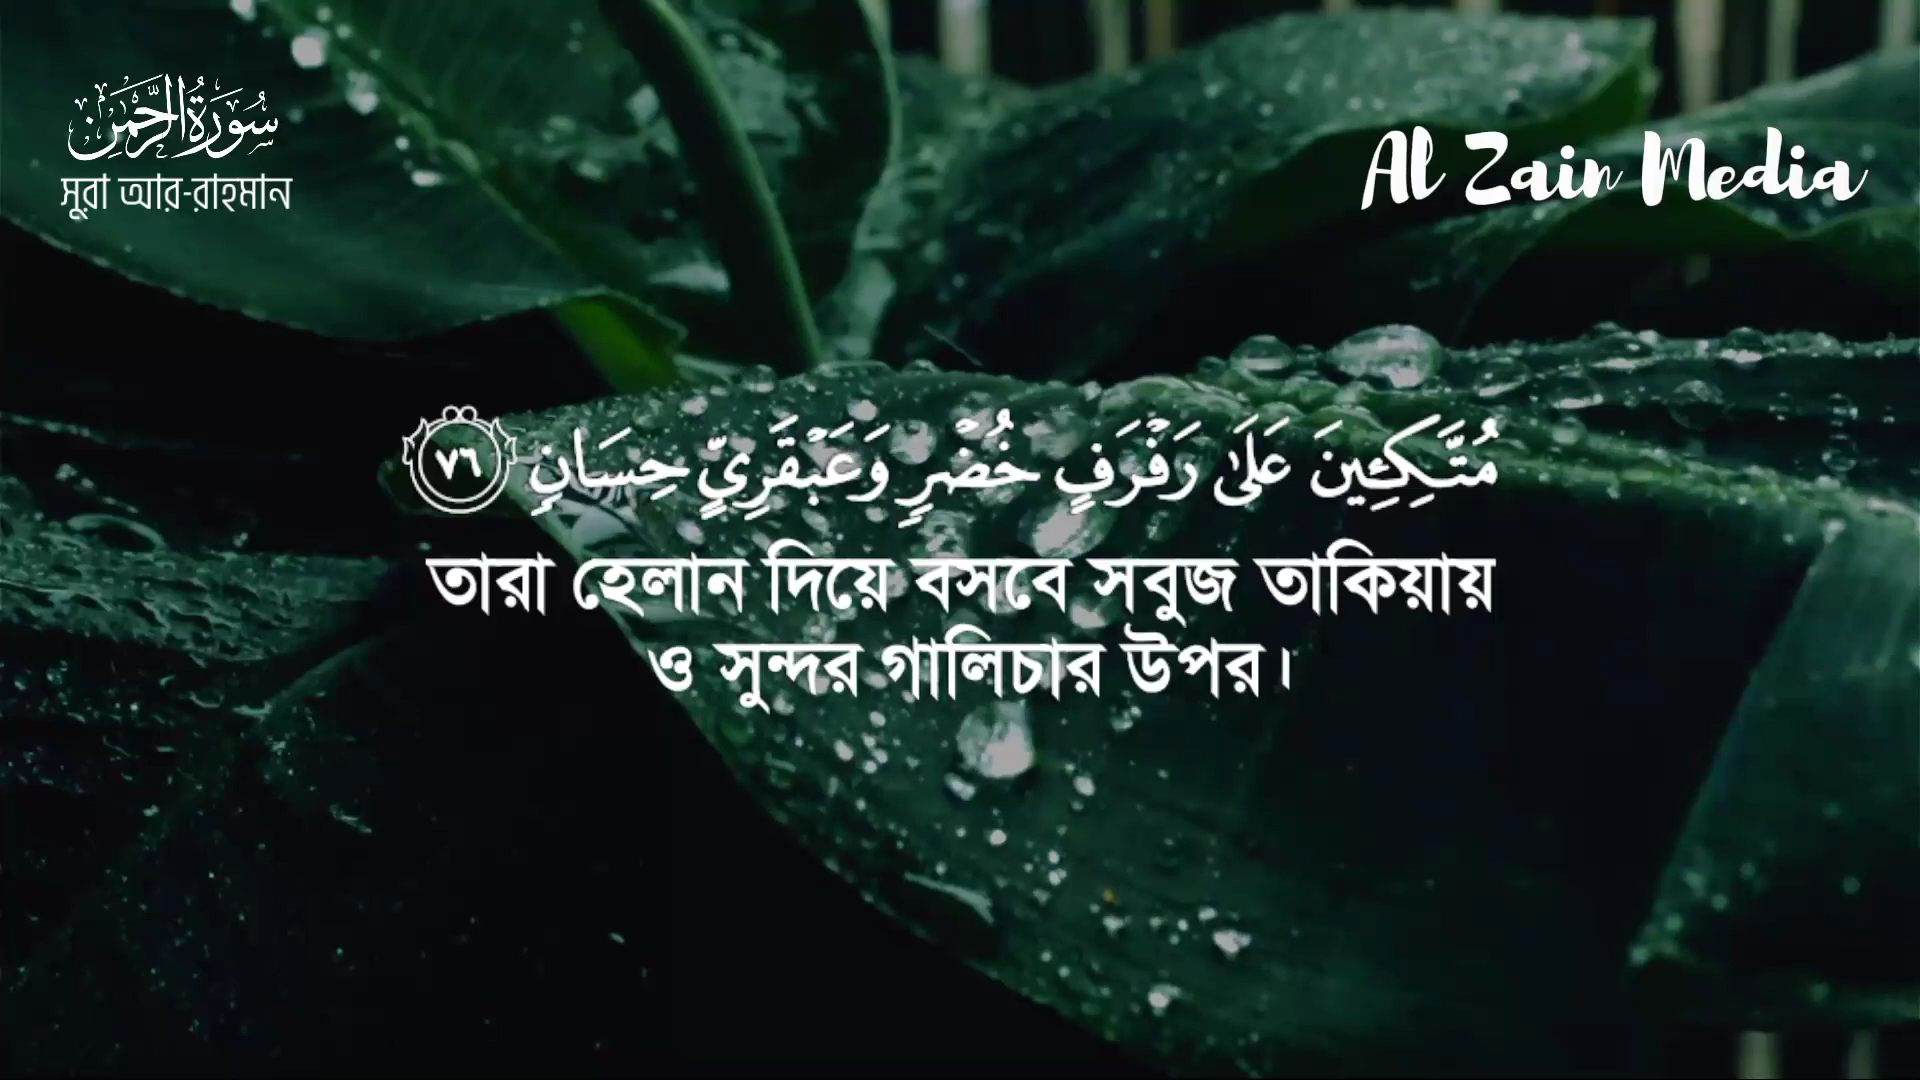 سُورَةُ الرَّحْمَن
সূরা আর-রাহমান
Al Zain Media
مُتَّكِـِٔينَ عَلَىٰ رَفْرَفٍ خُضْرٍ وَعَبْقَرِيٍّ حِسَانٍ ٧٦
তারা হেলান দিয়ে বসবে সবুজ তাকিয়ায়
ও সুন্দর গালিচার উপর।